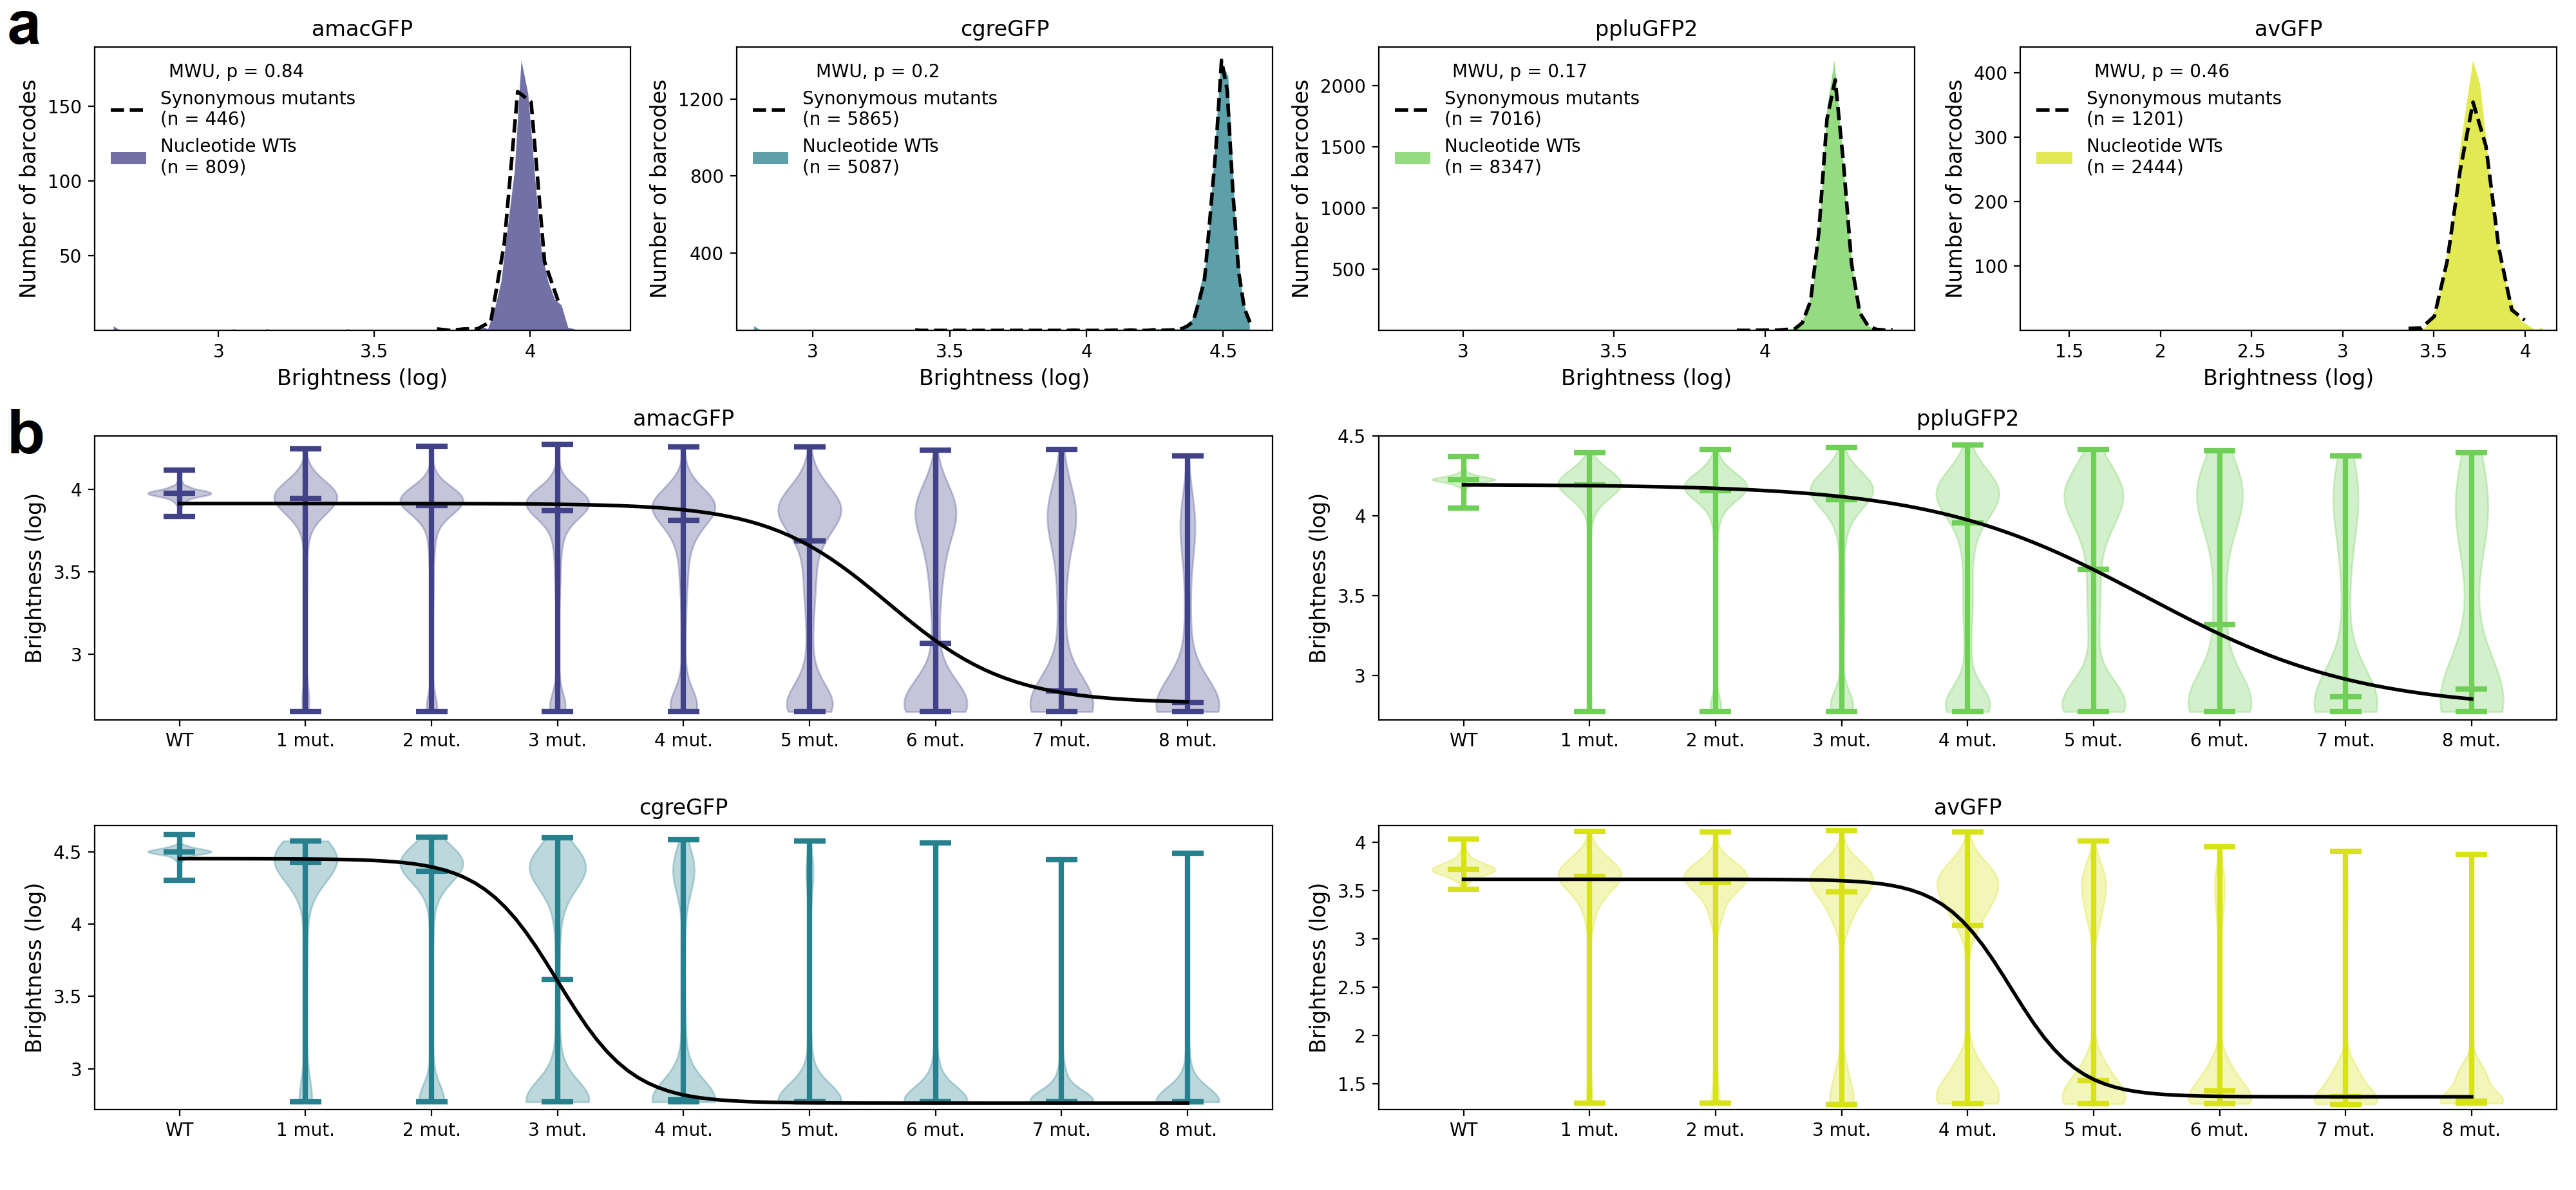 a
amacGFP
MWU, p = 0.84
Synonymous mutants
(n = 446)
Nucleotide WTs
(n = 809)
Number of barcodes
150
100
50
3
3.5
4
Brightness (log)
cgreGFP
MWU, p = 0.2
Synonymous mutants
(n = 5865)
Nucleotide WTs
(n = 5087)
Number of barcodes
1200
800
400
3
3.5
4
4.5
Brightness (log)
ppluGFP2
MWU, p = 0.17
Synonymous mutants
(n = 7016)
Nucleotide WTs
(n = 8347)
Number of barcodes
2000
1500
1000
500
3
3.5
4
Brightness (log)
avGFP
MWU, p = 0.46
Synonymous mutants
(n = 1201)
Nucleotide WTs
(n = 2444)
Number of barcodes
400
300
200
100
1.5
2
2.5
3
3.5
4
Brightness (log)
b
amacGFP
Brightness (log)
4
3.5
3
WT
1 mut.
2 mut.
3 mut.
4 mut.
5 mut.
6 mut.
7 mut.
8 mut.
ppluGFP2
Brightness (log)
4.5
4
3.5
3
WT
1 mut.
2 mut.
3 mut.
4 mut.
5 mut.
6 mut.
7 mut.
8 mut.
cgreGFP
Brightness (log)
4.5
4
3.5
3
WT
1 mut.
2 mut.
3 mut.
4 mut.
5 mut.
6 mut.
7 mut.
8 mut.
avGFP
Brightness (log)
4
3.5
3
2.5
2
1.5
WT
1 mut.
2 mut.
3 mut.
4 mut.
5 mut.
6 mut.
7 mut.
8 mut.